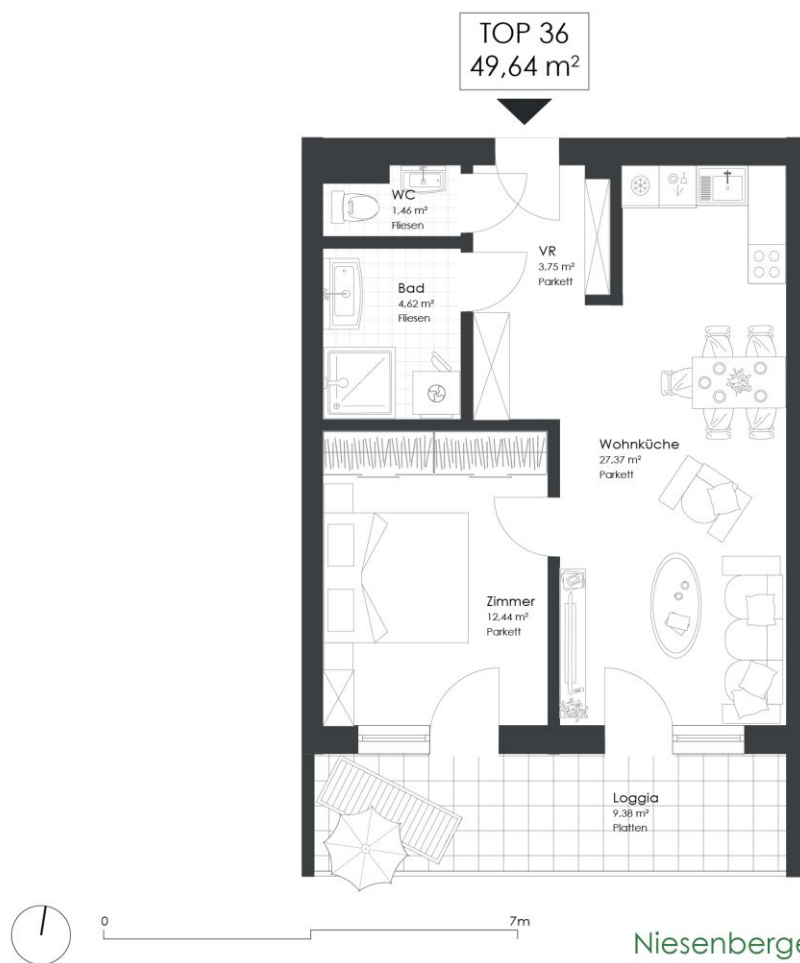 TOP 36
49,64 m²
WC
1.46 m²
Fliesen
VR
3,75 m²
Parkett
Bad
4,62 m²
Fliesen
Wohnküche
27,37 m²
Parkett
Zimmer
12,44 m²
Parkett
Loggia
9,38 m²
Platten
0
7m
Niesenberge